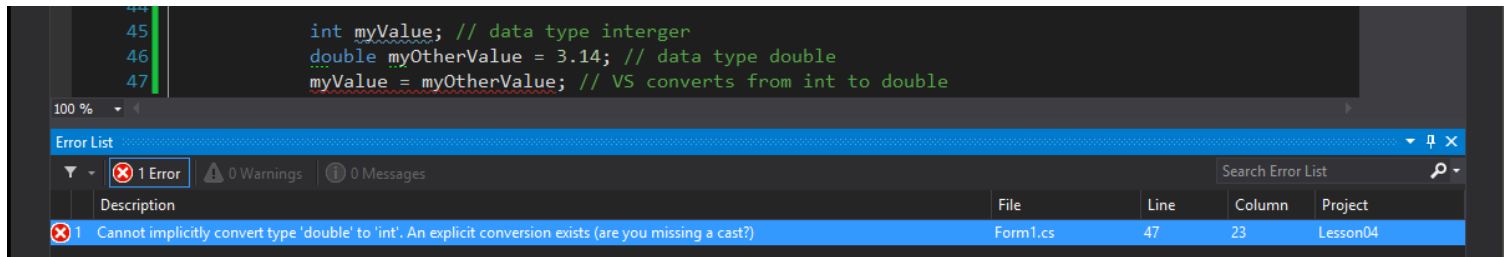 44
45 int myValue; // data type interger
46 double myOtherValue = 3.14; // data type double
47 myValue = myOtherValue; // VS converts from int to double
100 %
Error List
1 Error 0 Warnings 0 Messages Search Error List
Description File Line Column Project
1 Cannot implicitly convert type 'double' to 'int'. An explicit conversion exists (are you missing a cast?) Form1.cs 47 23 Lesson04